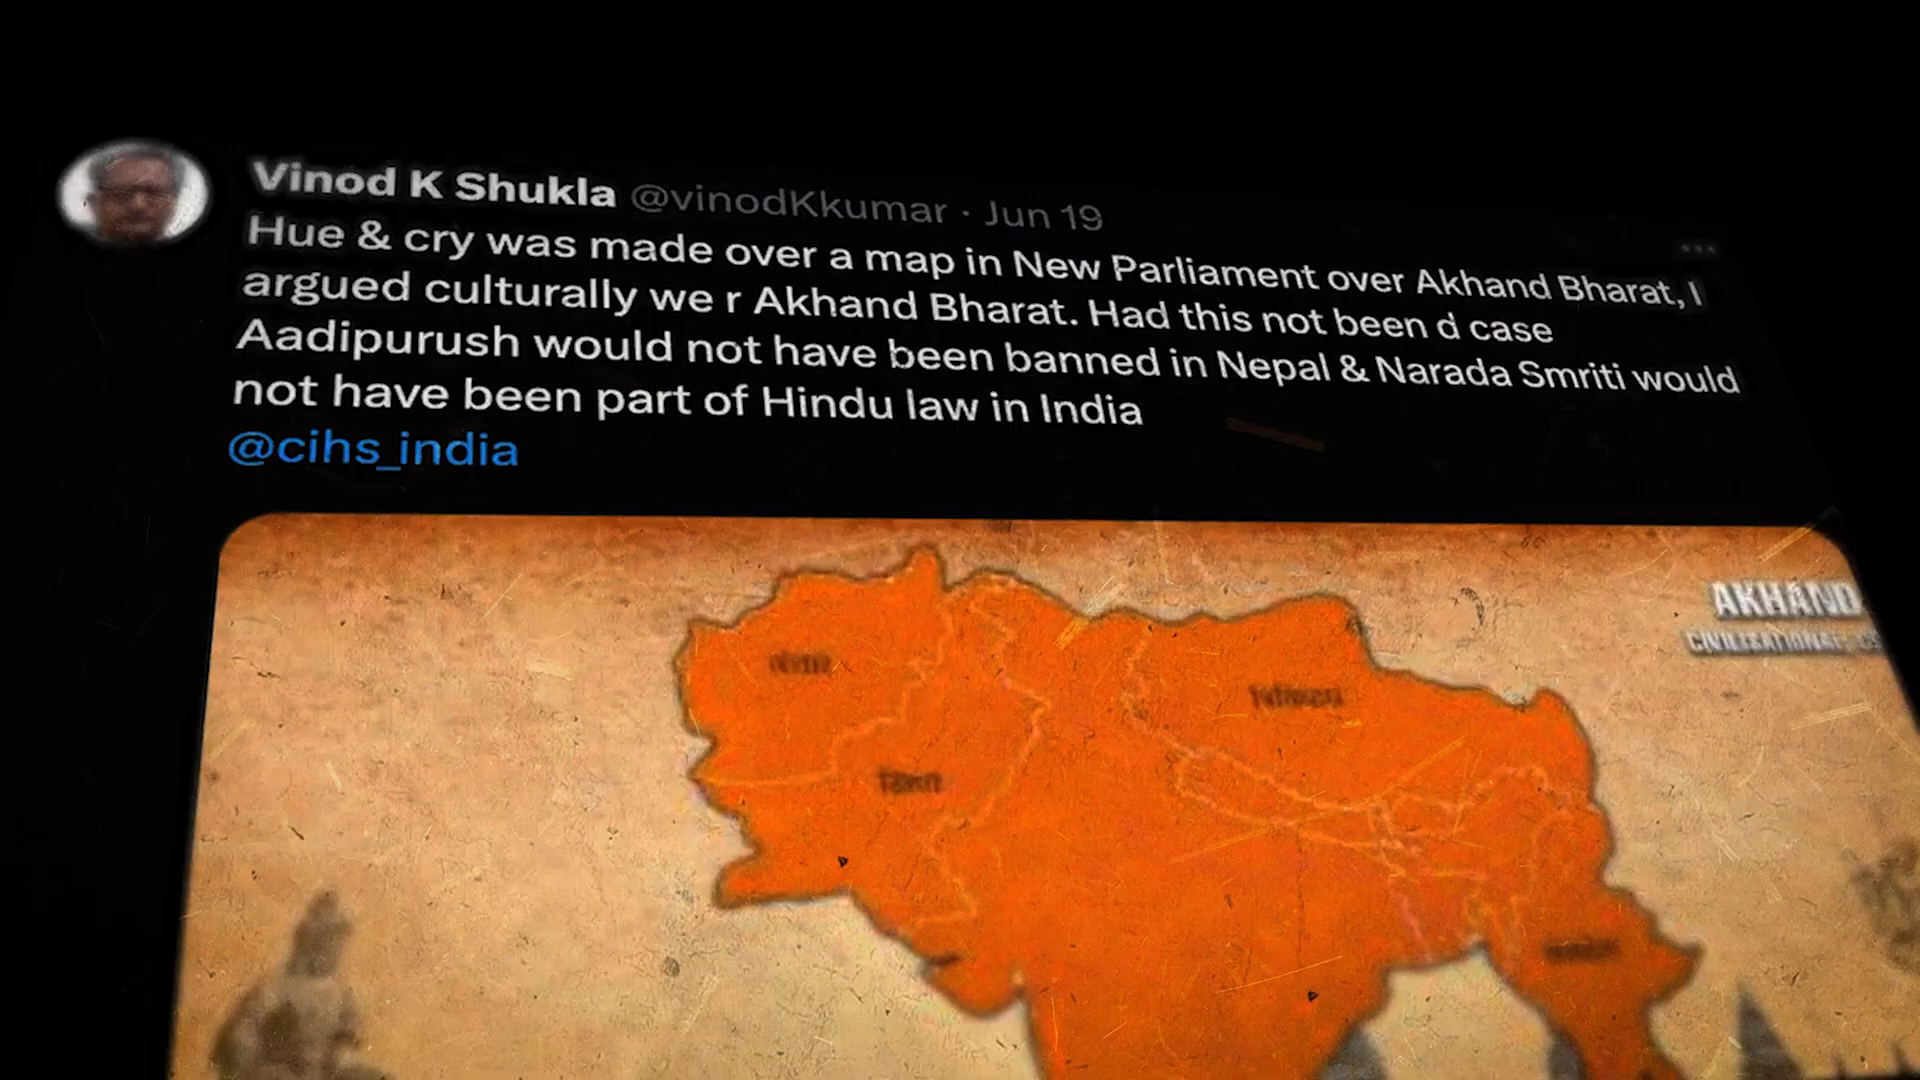 Vinod K Shukla @vinodKkumar · Jun 19
Hue & cry was made over a map in New Parliament over Akhand Bharat, I
argued culturally we r Akhand Bharat. Had this not been d case
Aadipurush would not have been banned in Nepal & Narada Smriti would
not have been part of Hindu law in India
@cihs_india
AKHAND
CIVILISATIONAL